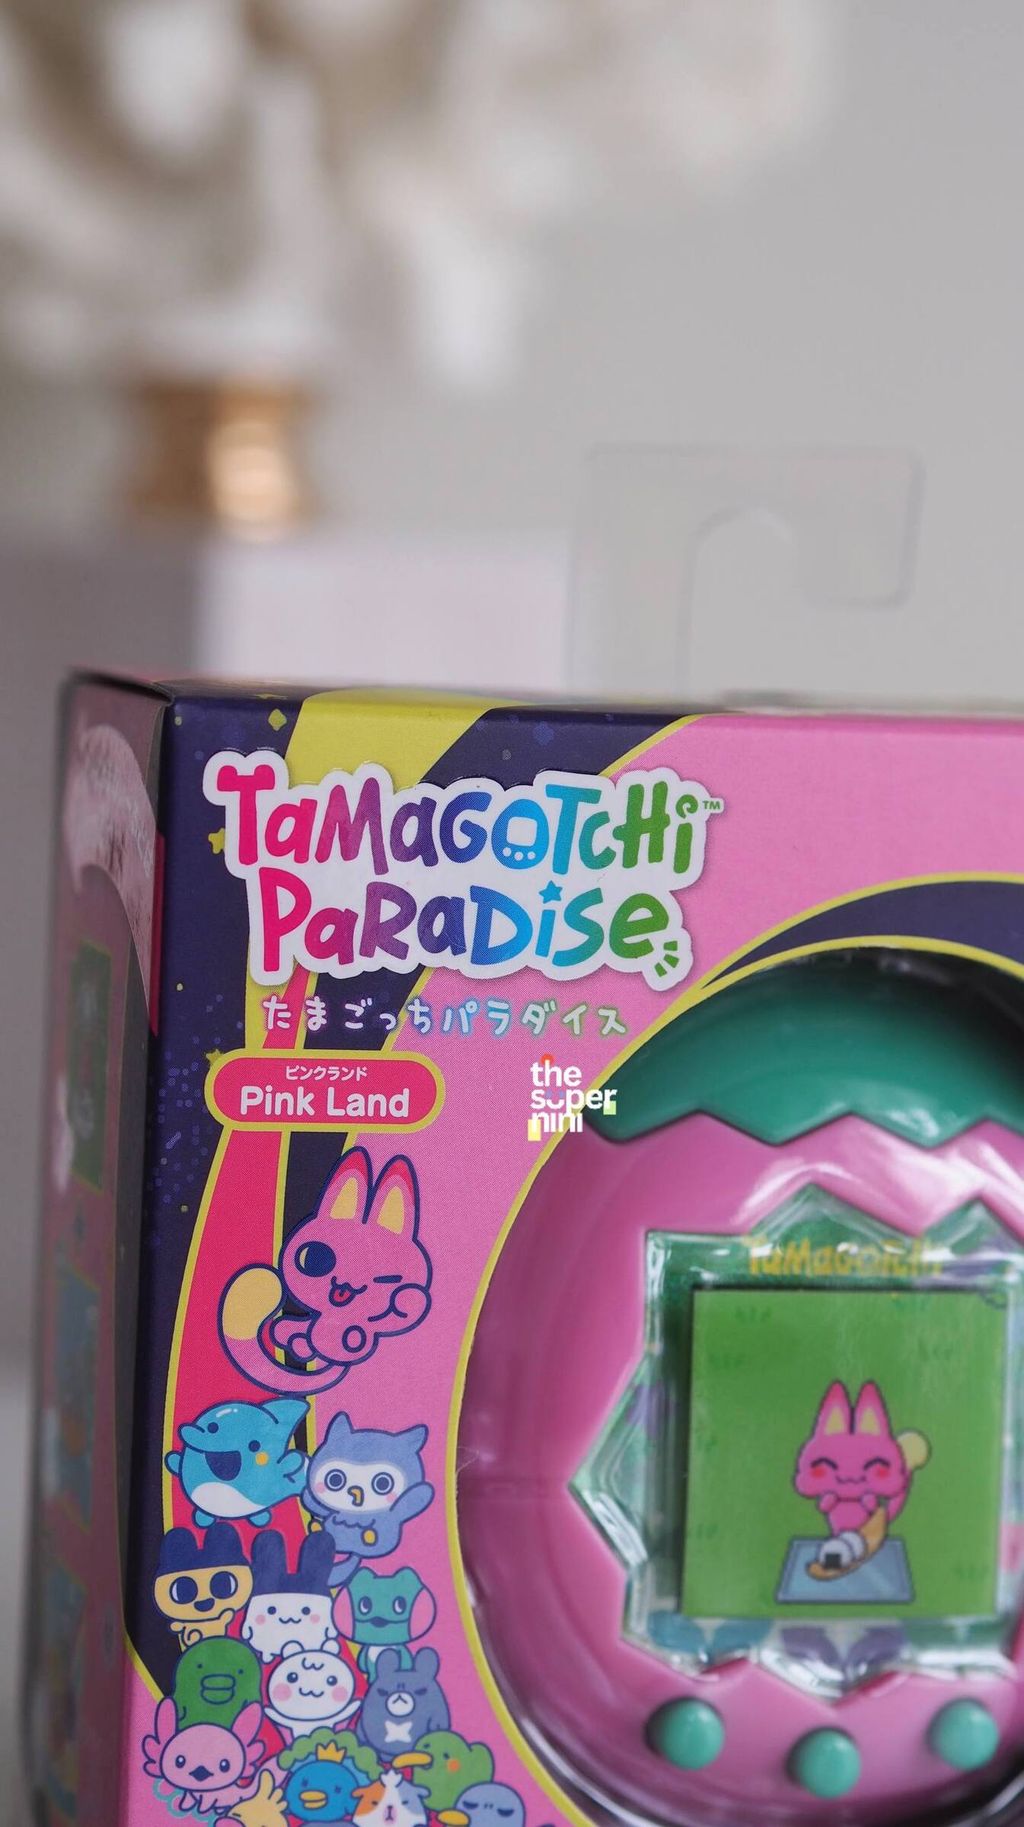 TaMaGOTcHi™
PaRaDiSe
たまごっちパラダイス
ピンクランド
Pink Land
the
super
nini
TaMaGOTcHi